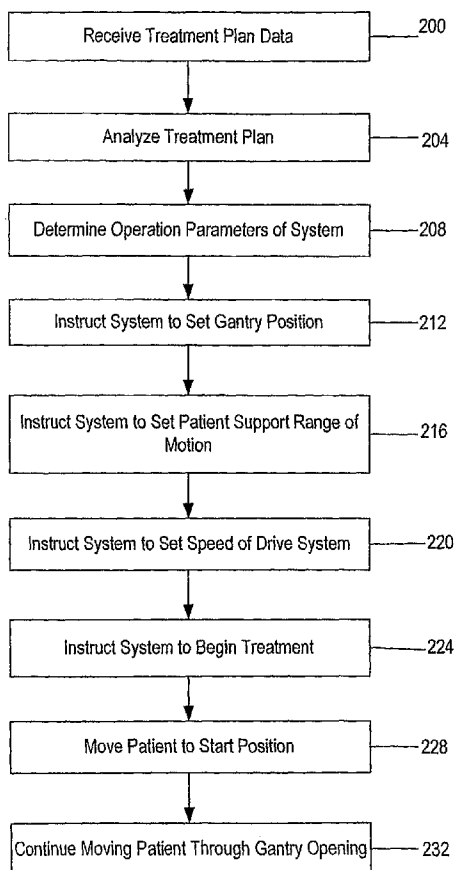 Receive Treatment Plan Data
200
Analyze Treatment Plan
204
Determine Operation Parameters of System
208
Instruct System to Set Gantry Position
212
Instruct System to Set Patient Support Range of
Motion
216
Instruct System to Set Speed of Drive System
220
Instruct System to Begin Treatment
224
Move Patient to Start Position
228
Continue Moving Patient Through Gantry Opening
232